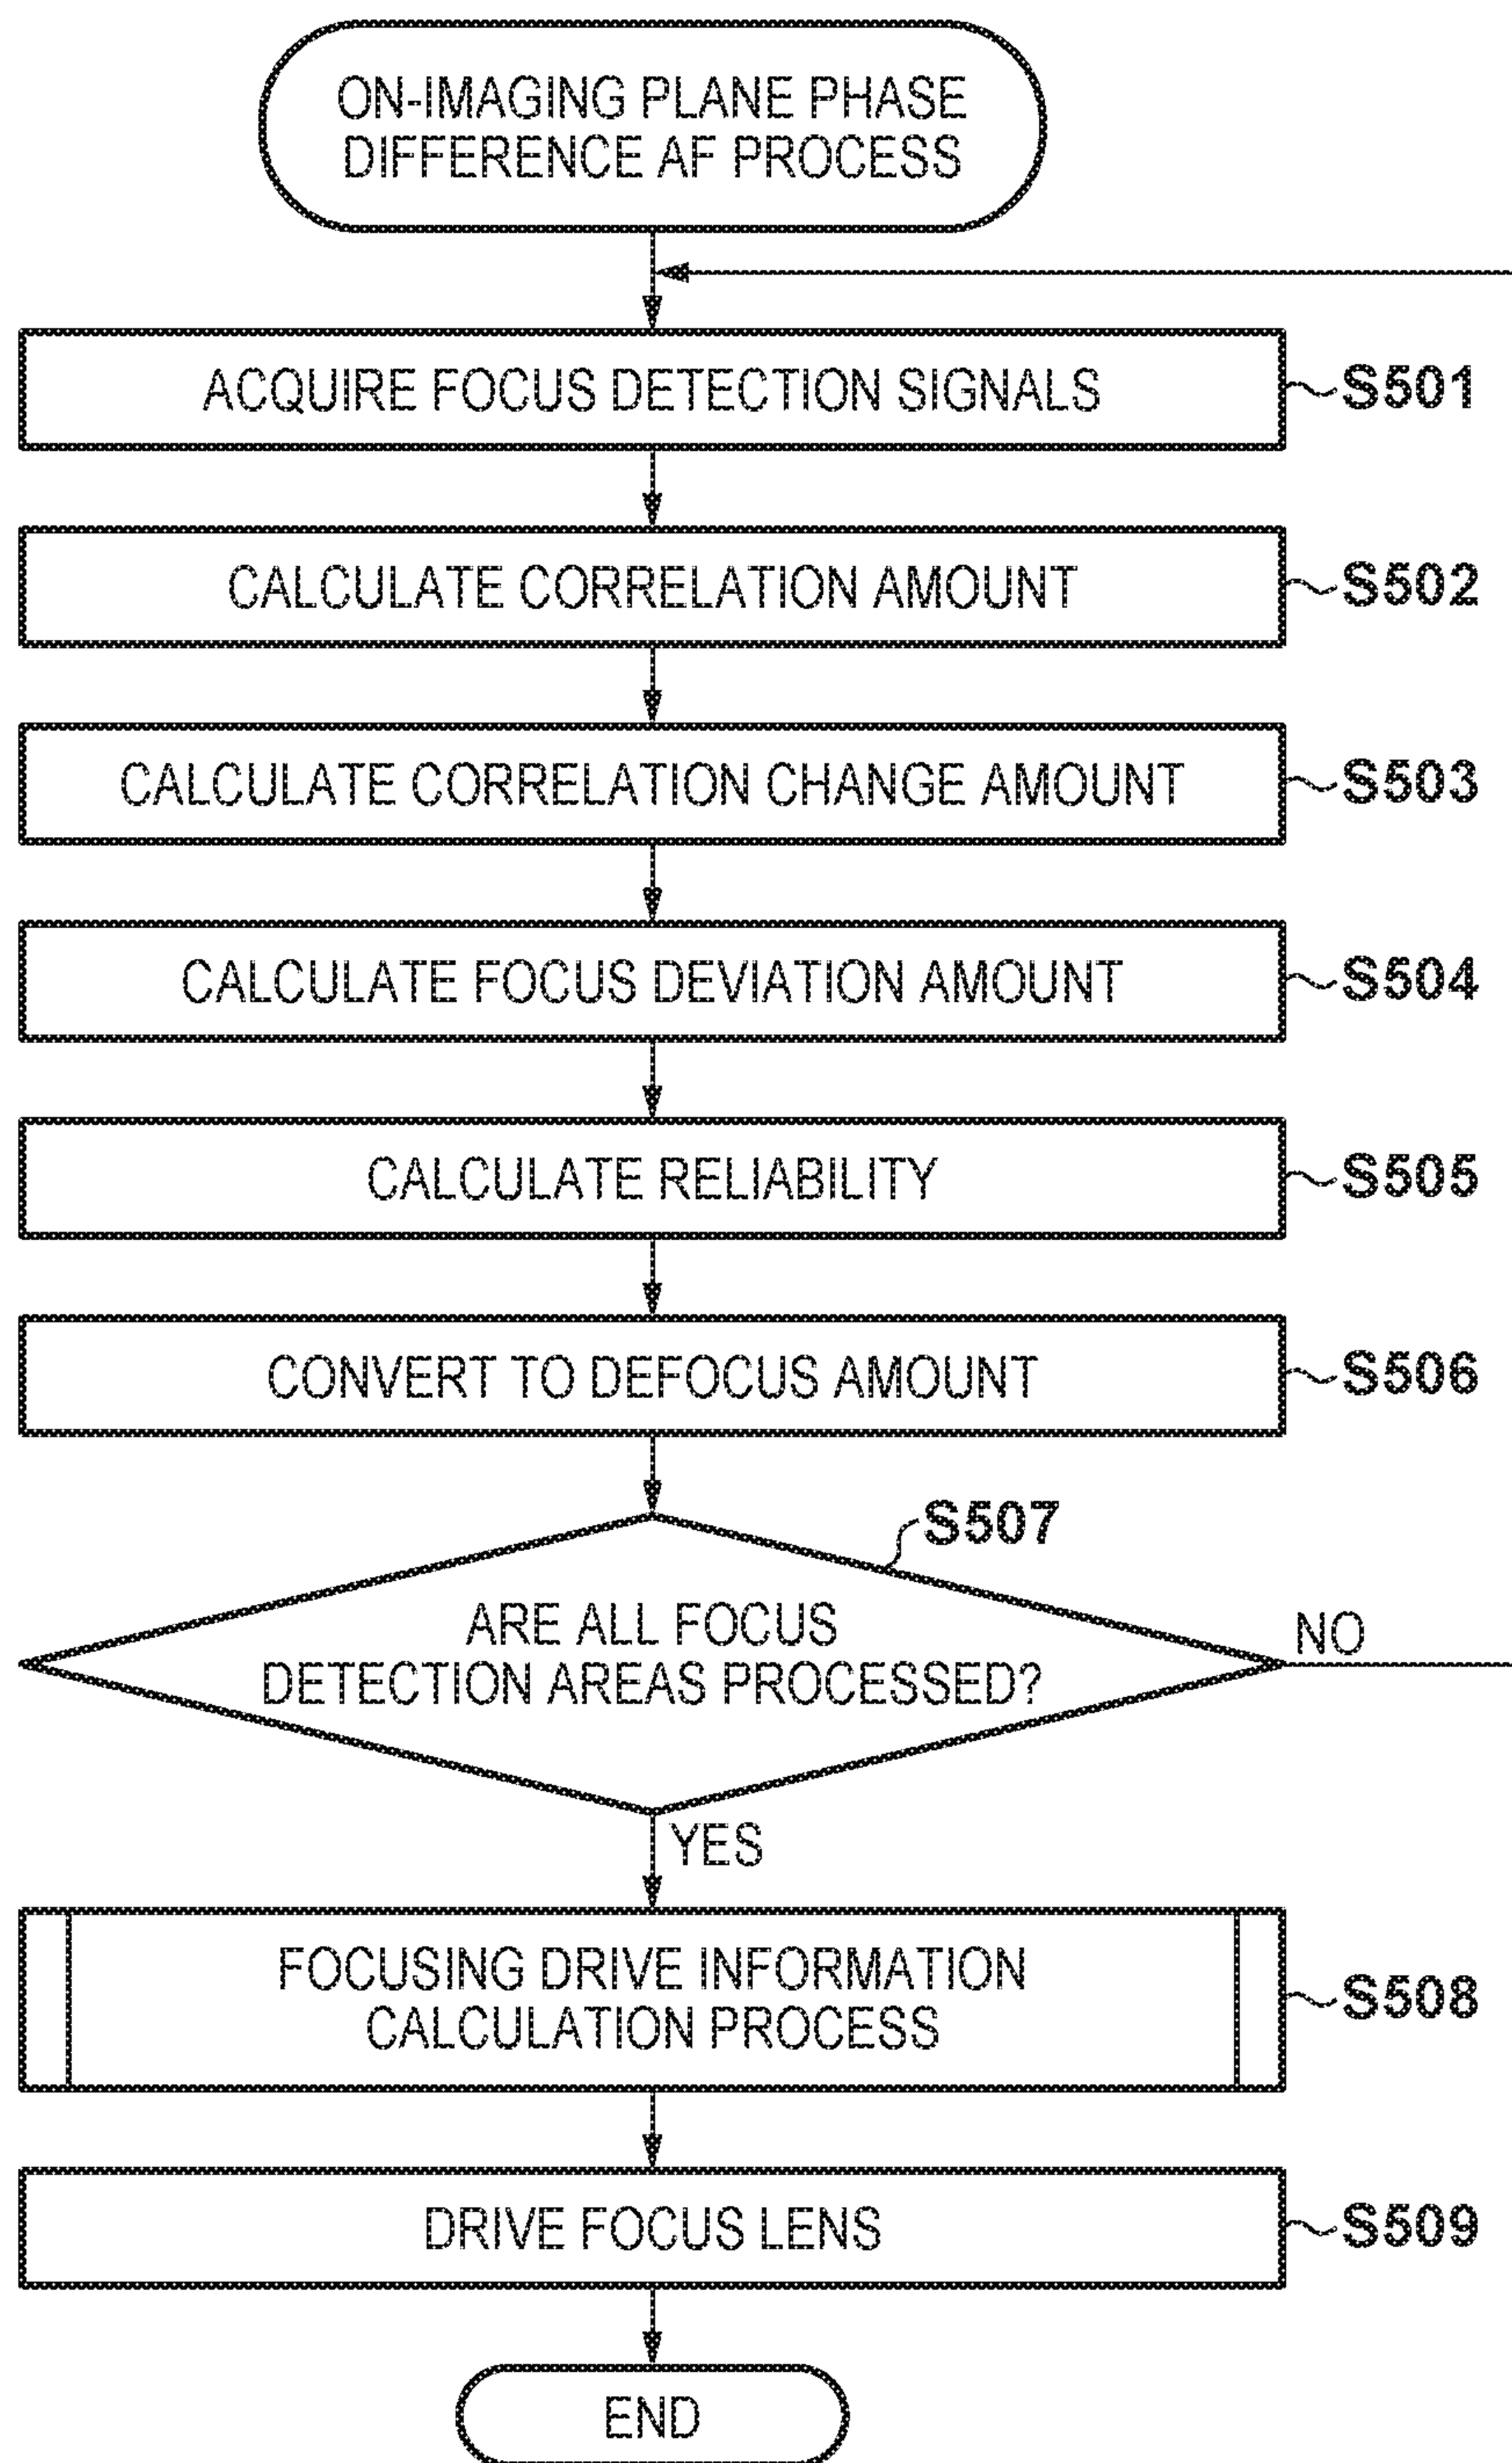 ON-IMAGING PLANE PHASE
DIFFERENCE AF PROCESS
ACQUIRE FOCUS DETECTION SIGNALS
S501
CALCULATE CORRELATION AMOUNT
S502
CALCULATE CORRELATION CHANGE AMOUNT
S503
CALCULATE FOCUS DEVIATION AMOUNT
S504
CALCULATE RELIABILITY
S505
CONVERT TO DEFOCUS AMOUNT
S506
S507
ARE ALL FOCUS
DETECTION AREAS PROCESSED?
NO
YES
FOCUSING DRIVE INFORMATION
CALCULATION PROCESS
S508
DRIVE FOCUS LENS
S509
END